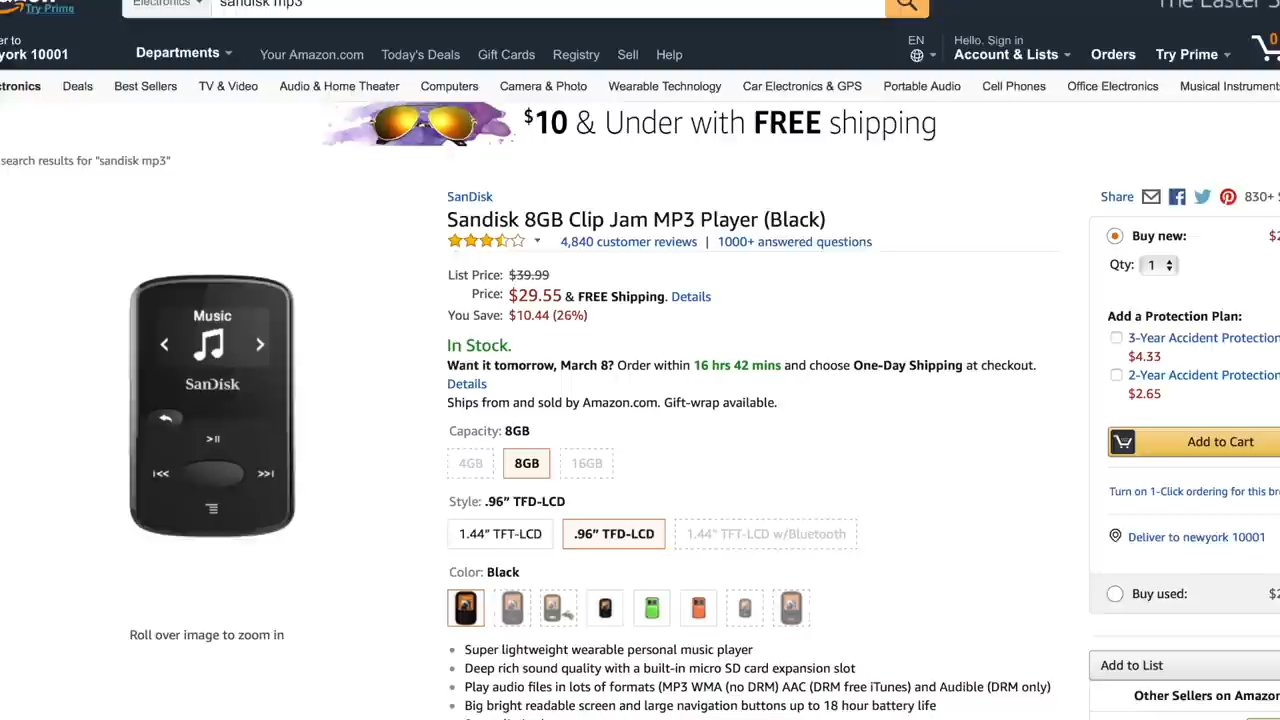 Try Prime
Electronics
sandisk mp3
The Easter S
er to
york 10001
Departments
Your Amazon.com
Today's Deals
Gift Cards
Registry
Sell
Help
EN
Hello. Sign in
Account & Lists
Orders
Try Prime
0
ctronics
Deals
Best Sellers
TV & Video
Audio & Home Theater
Computers
Camera & Photo
Wearable Technology
Car Electronics & GPS
Portable Audio
Cell Phones
Office Electronics
Musical Instruments
$10 & Under with FREE shipping
search results for "sandisk mp3"
SanDisk
Sandisk 8GB Clip Jam MP3 Player (Black)
4,840 customer reviews | 1000+ answered questions
List Price: $39.99
Price: $29.55 & FREE Shipping. Details
You Save: $10.44 (26%)
In Stock.
Want it tomorrow, March 8? Order within 16 hrs 42 mins and choose One-Day Shipping at checkout.
Details
Ships from and sold by Amazon.com. Gift-wrap available.
Capacity: 8GB
4GB
8GB
16GB
Style: .96” TFD-LCD
1.44” TFT-LCD
.96” TFD-LCD
1.44” TFT-LCD w/Bluetooth
Color: Black
Super lightweight wearable personal music player
Deep rich sound quality with a built-in micro SD card expansion slot
Play audio files in lots of formats (MP3 WMA (no DRM) AAC (DRM free iTunes) and Audible (DRM only)
Big bright readable screen and large navigation buttons up to 18 hour battery life
Music
SanDisk
Roll over image to zoom in
Share
830+ S
Buy new:
$2
Qty: 1
Add a Protection Plan:
3-Year Accident Protection
$4.33
2-Year Accident Protection
$2.65
Add to Cart
Turn on 1-Click ordering for this br
Deliver to newyork 10001
Buy used:
$2
Add to List
Other Sellers on Amazon